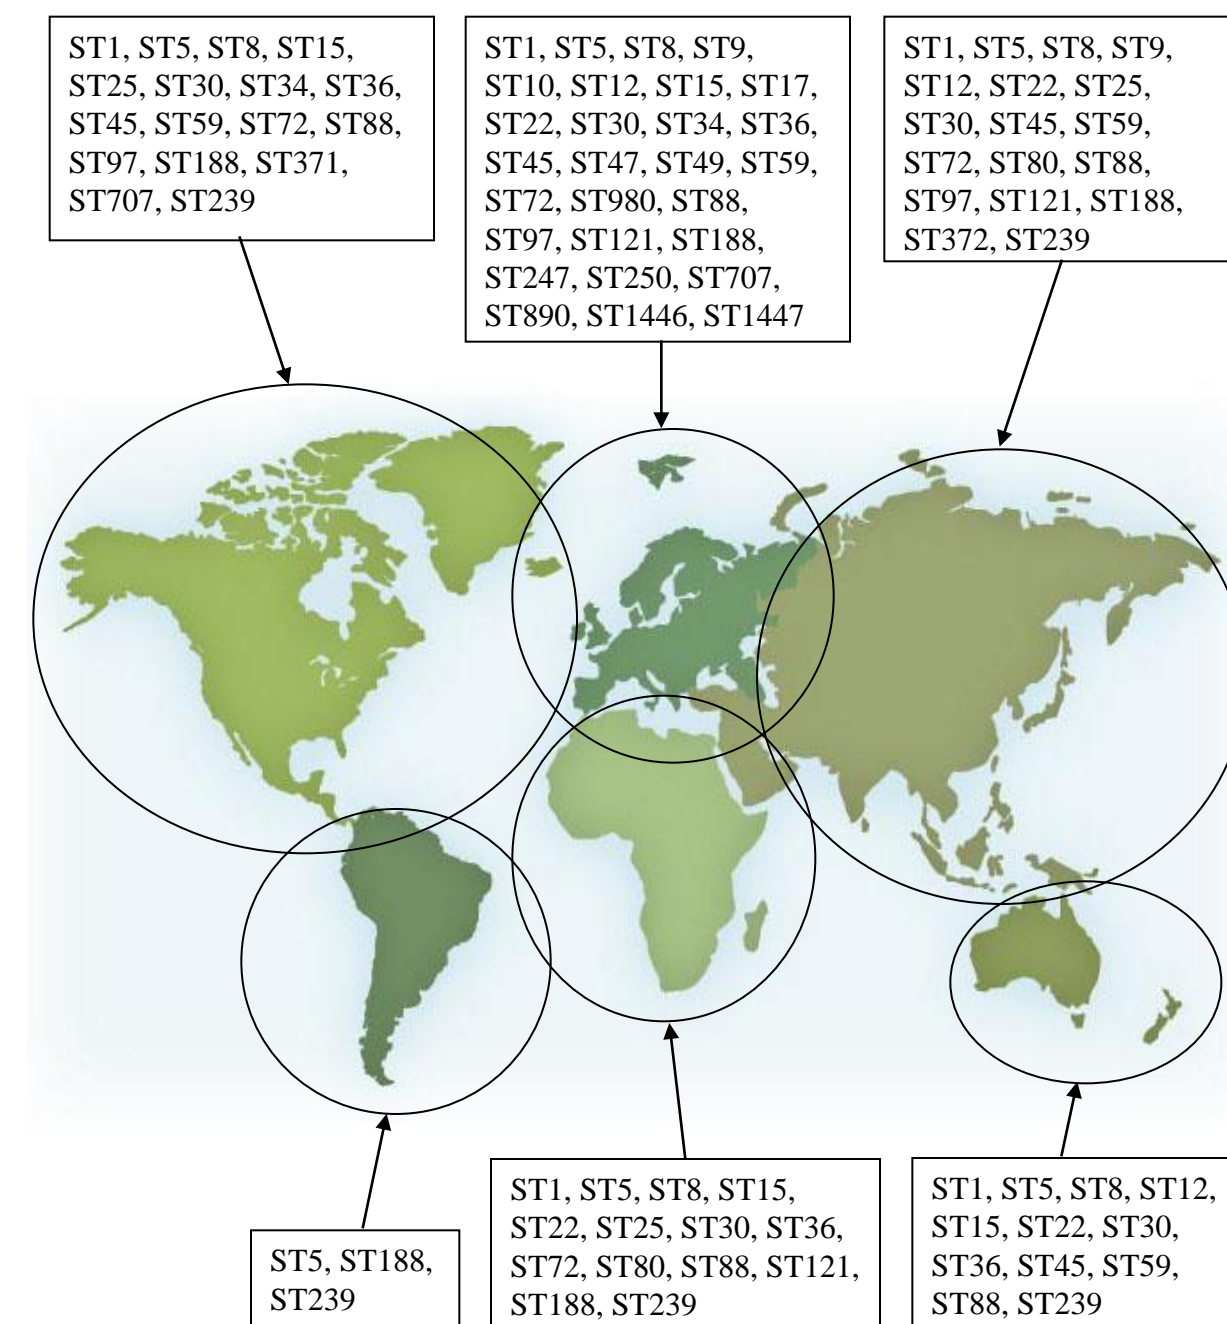 ST1, ST5, ST8, ST15,
ST25, ST30, ST34, ST36,
ST45, ST59, ST72, ST88,
ST97, ST188, ST371,
ST707, ST239
ST1, ST5, ST8, ST9,
ST10, ST12, ST15, ST17,
ST22, ST30, ST34, ST36,
ST45, ST47, ST49, ST59,
ST72, ST980, ST88,
ST97, ST121, ST188,
ST247, ST250, ST707,
ST890, ST1446, ST1447
ST1, ST5, ST8, ST9,
ST12, ST22, ST25,
ST30, ST45, ST59,
ST72, ST80, ST88,
ST97, ST121, ST188,
ST372, ST239
ST5, ST188,
ST239
ST1, ST5, ST8, ST15,
ST22, ST25, ST30, ST36,
ST72, ST80, ST88, ST121,
ST188, ST239
ST1, ST5, ST8, ST12,
ST15, ST22, ST30,
ST36, ST45, ST59,
ST88, ST239